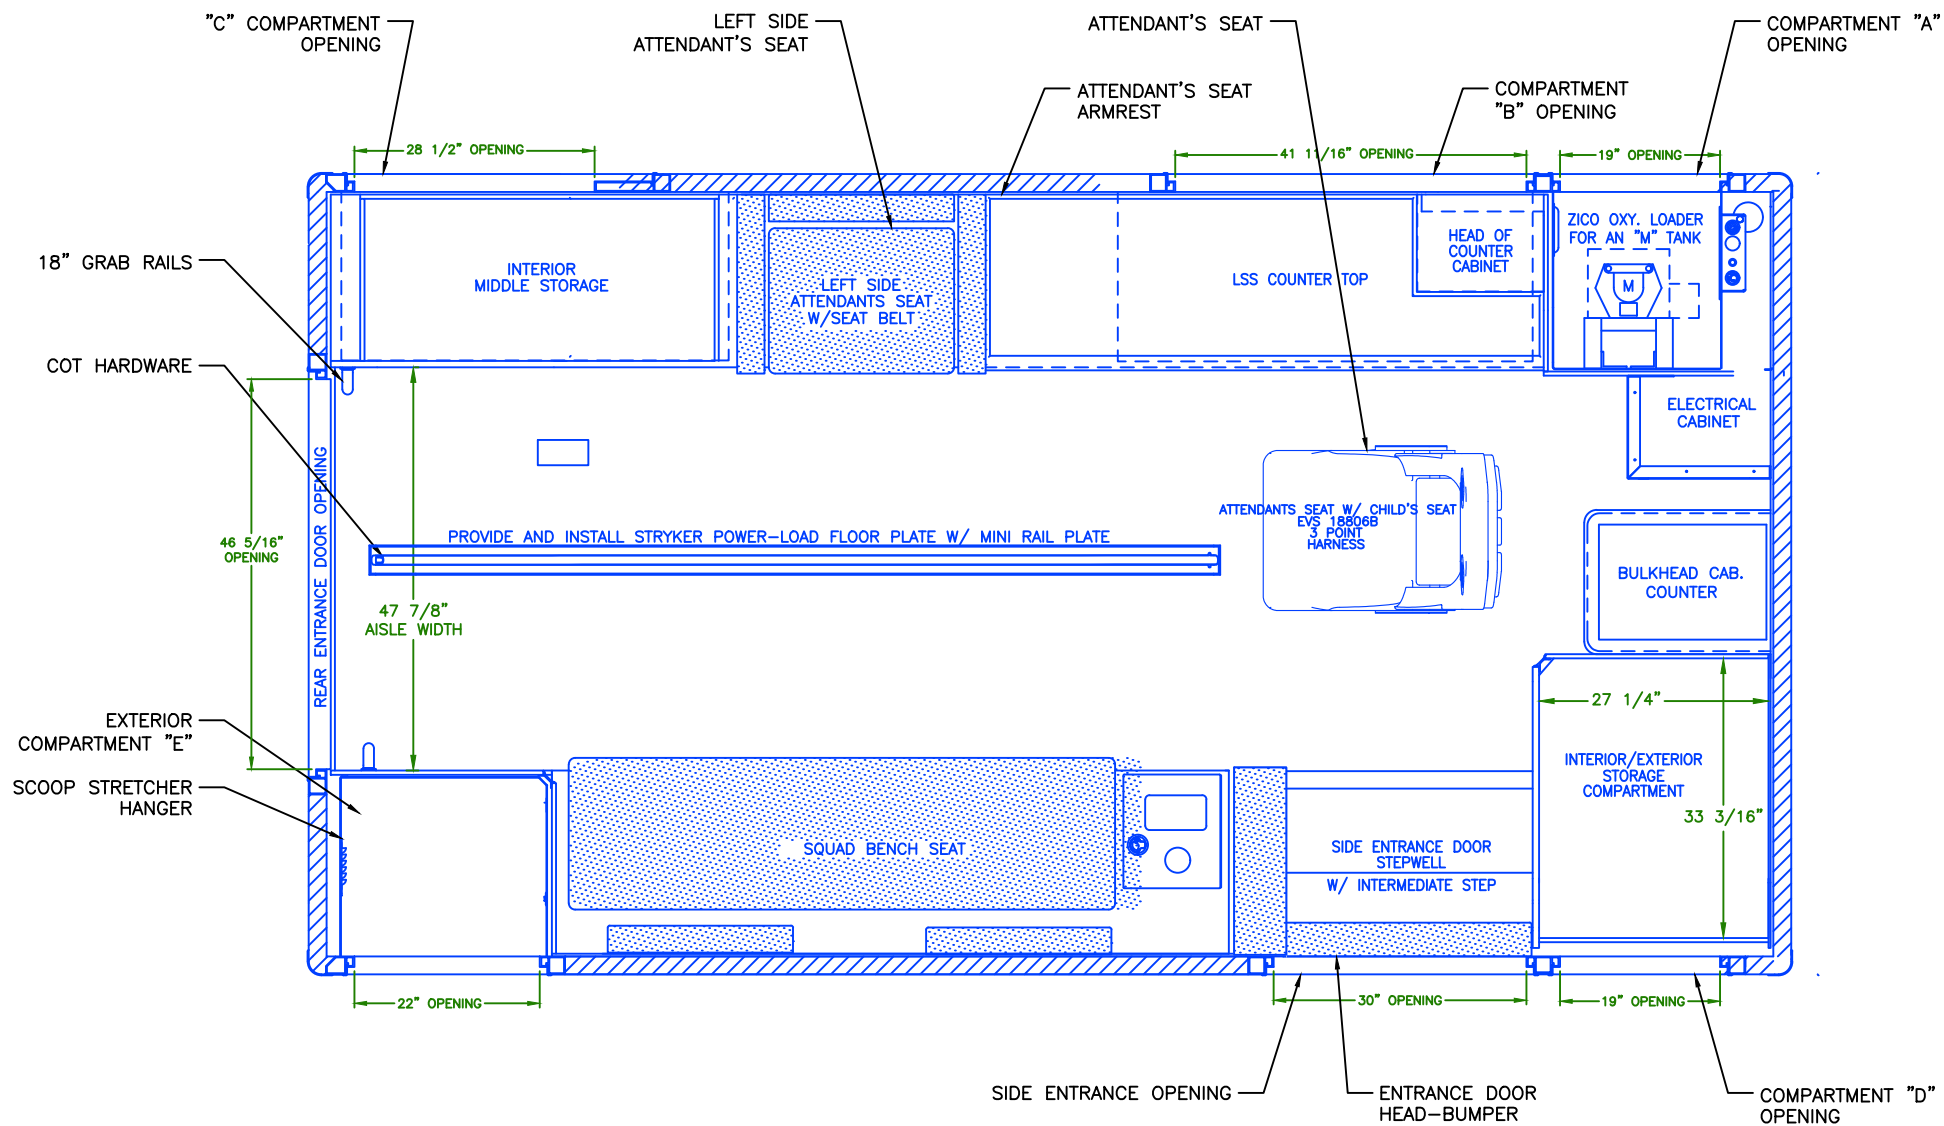 "C" COMPARTMENT
OPENING
LEFT SIDE
ATTENDANT'S SEAT
ATTENDANT'S SEAT
COMPARTMENT "A"
OPENING
ATTENDANT'S SEAT
ARMREST
COMPARTMENT
"B" OPENING
28 1/2" OPENING
41 11/16" OPENING
19" OPENING
18" GRAB RAILS
COT HARDWARE
INTERIOR
MIDDLE STORAGE
LEFT SIDE
ATTENDANTS SEAT
W/SEAT BELT
LSS COUNTER TOP
HEAD OF
COUNTER
CABINET
ZICO OXY. LOADER
FOR AN "M" TANK
M
ELECTRICAL
CABINET
REAR ENTRANCE DOOR OPENING
46 5/16"
OPENING
PROVIDE AND INSTALL STRYKER POWER-LOAD FLOOR PLATE W/ MINI RAIL PLATE
ATTENDANTS SEAT W/ CHILD'S SEAT
EVS 18806B
3 POINT
HARNESS
47 7/8"
AISLE WIDTH
BULKHEAD CAB.
COUNTER
27 1/4"
EXTERIOR
COMPARTMENT "E"
SCOOP STRETCHER
HANGER
INTERIOR/EXTERIOR
STORAGE
COMPARTMENT
33 3/16"
SQUAD BENCH SEAT
SIDE ENTRANCE DOOR
STEPWELL
W/ INTERMEDIATE STEP
22" OPENING
30" OPENING
19" OPENING
SIDE ENTRANCE OPENING
ENTRANCE DOOR
HEAD-BUMPER
COMPARTMENT "D"
OPENING